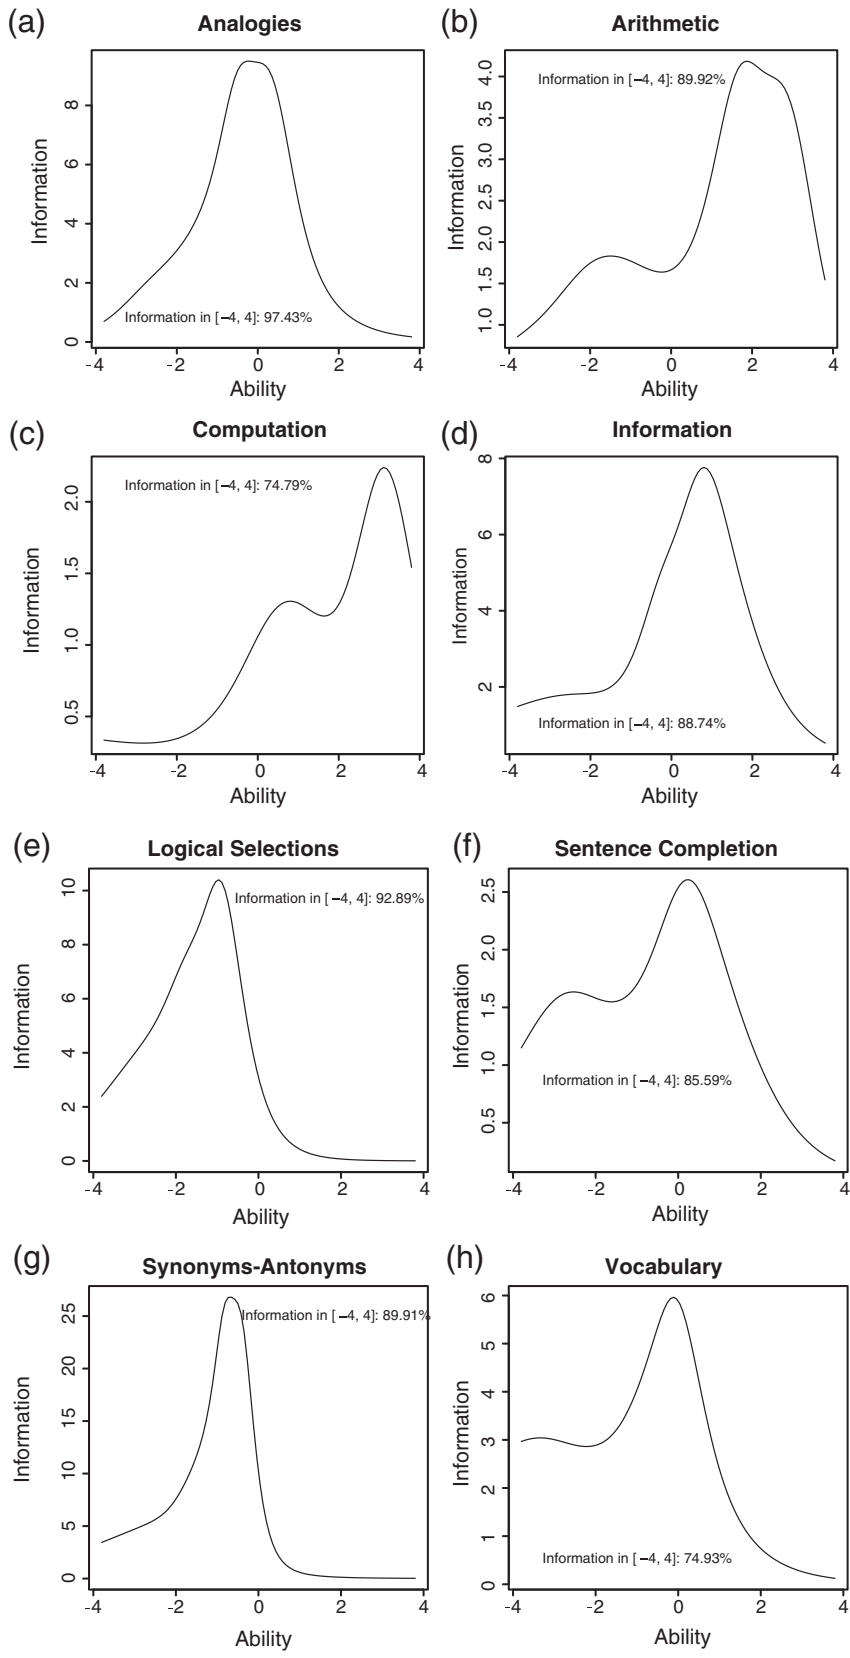 (a)
Analogies
Information
8
6
4
2
0
Information in [−4, 4]: 97.43%
-4 -2 0 2 4
Ability
(b)
Arithmetic
Information
4.0
3.5
3.0
2.5
2.0
1.5
1.0
Information in [−4, 4]: 89.92%
-4 -2 0 2 4
Ability
(c)
Computation
Information
2.0
1.5
1.0
0.5
Information in [−4, 4]: 74.79%
-4 -2 0 2 4
Ability
(d)
Information
Information
8
6
4
2
Information in [−4, 4]: 88.74%
-4 -2 0 2 4
Ability
(e)
Logical Selections
Information
10
8
6
4
2
0
Information in [−4, 4]: 92.89%
-4 -2 0 2 4
Ability
(f)
Sentence Completion
Information
2.5
2.0
1.5
1.0
0.5
Information in [−4, 4]: 85.59%
-4 -2 0 2 4
Ability
(g)
Synonyms-Antonyms
Information
25
20
15
10
5
0
Information in [−4, 4]: 89.91%
-4 -2 0 2 4
Ability
(h)
Vocabulary
Information
6
5
4
3
2
1
0
Information in [−4, 4]: 74.93%
-4 -2 0 2 4
Ability